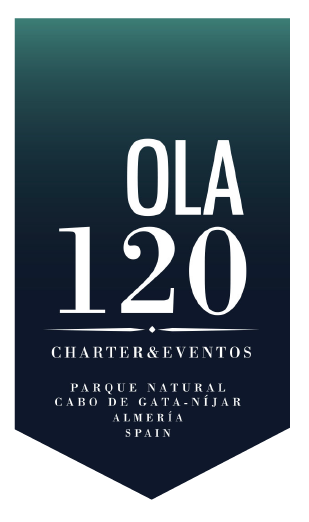 OLA
120
CHARTER&EVENTOS
PARQUE NATURAL
CABO DE GATA-NÍJAR
ALMERÍA
SPAIN